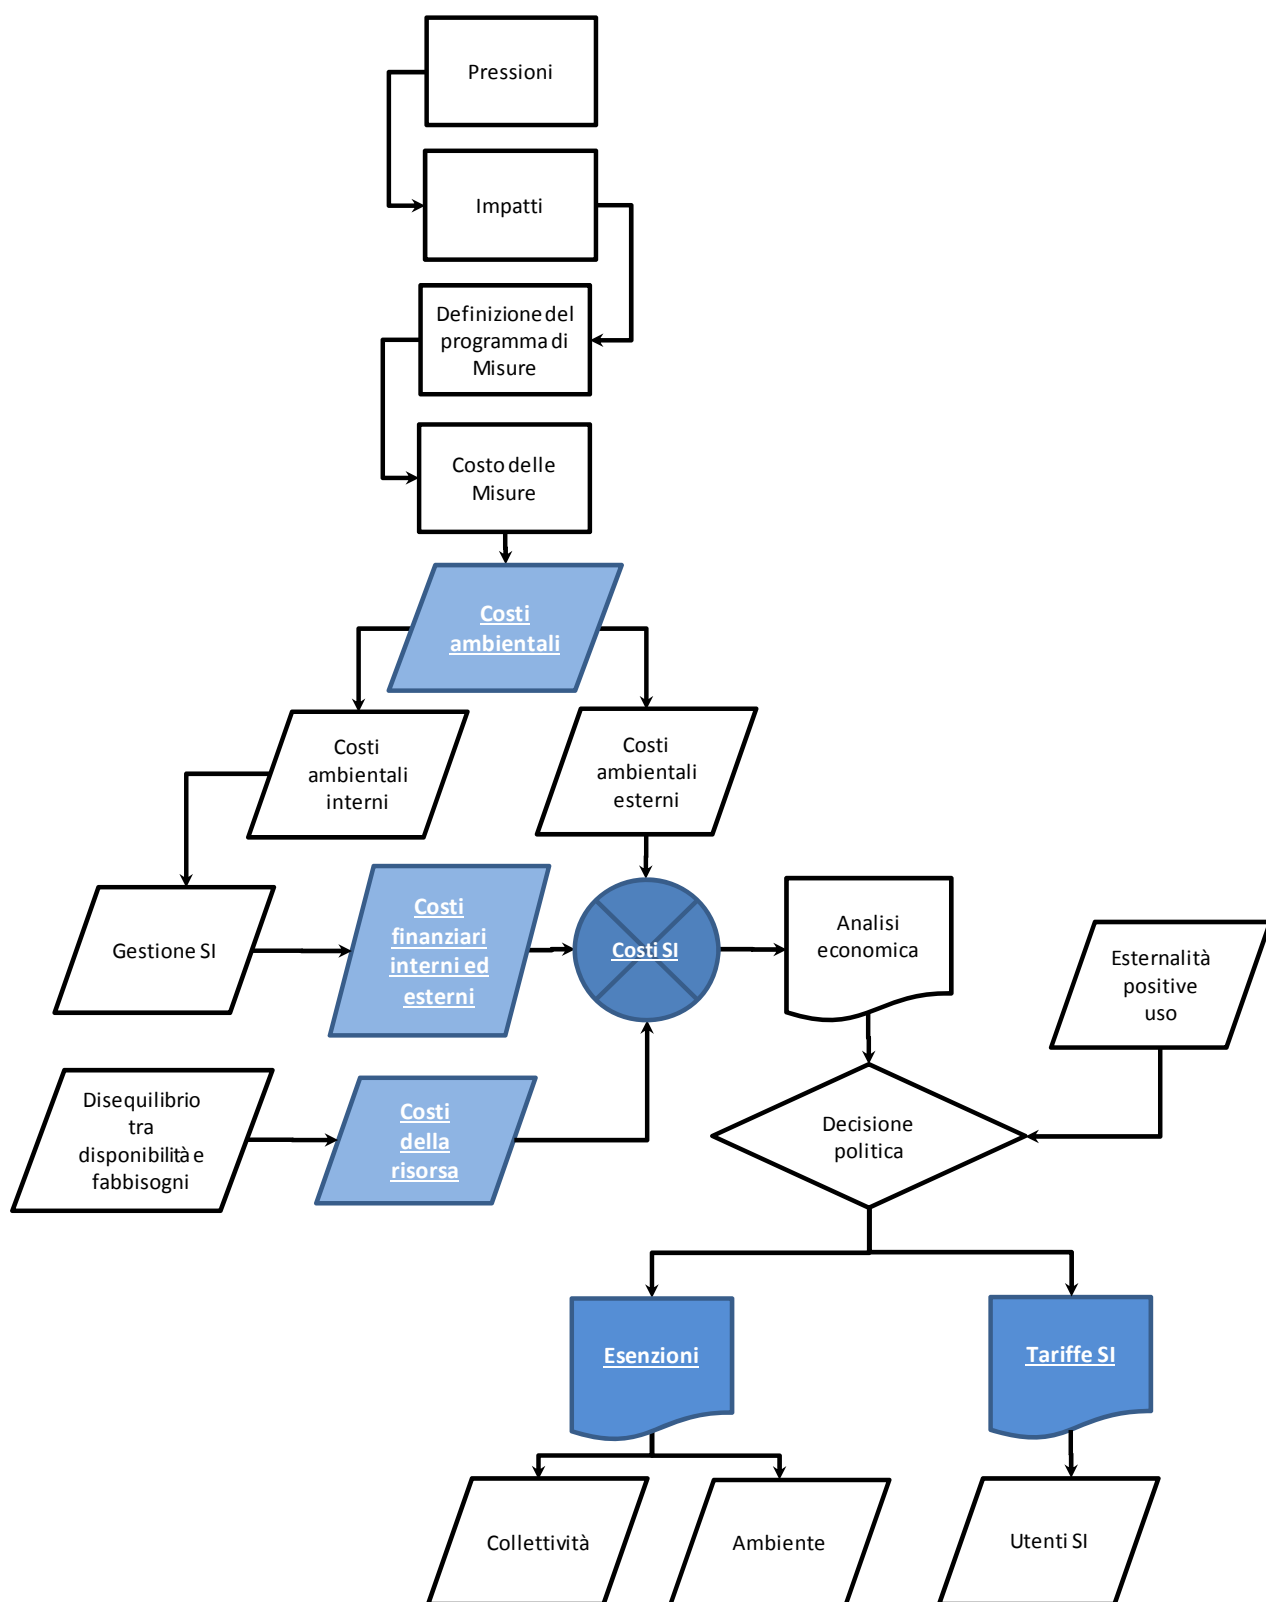 Pressioni
Impatti
Definizione del
programma di
Misure
Costo delle
Misure
Costi
ambientali
Costi
ambientali
interni
Costi
ambientali
esterni
Gestione SI
Costi
finanziari
interni ed
esterni
Costi SI
Analisi
economica
Esternalità
positive
uso
Disequilibrio
tra
disponibilità e
fabbisogni
Costi
della
risorsa
Decisione
politica
Esenzioni
Tariffe SI
Collettività
Ambiente
Utenti SI